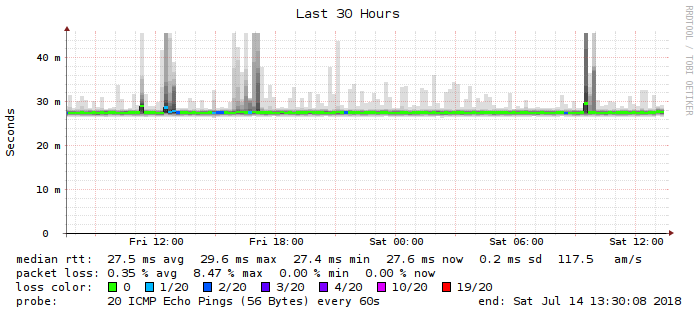 Last 30 Hours
RRDTOOL / TOBI OETIKER
Seconds
40 m
30 m
20 m
10 m
0
Fri 12:00 Fri 18:00 Sat 00:00 Sat 06:00 Sat 12:00
median rtt: 27.5 ms avg 29.6 ms max 27.4 ms min 27.6 ms now 0.2 ms sd 117.5 am/s
packet loss: 0.35 % avg 8.47 % max 0.00 % min 0.00 % now
loss color: 0 1/20 2/20 3/20 4/20 10/20 19/20
probe: 20 ICMP Echo Pings (56 Bytes) every 60s end: Sat Jul 14 13:30:08 2018